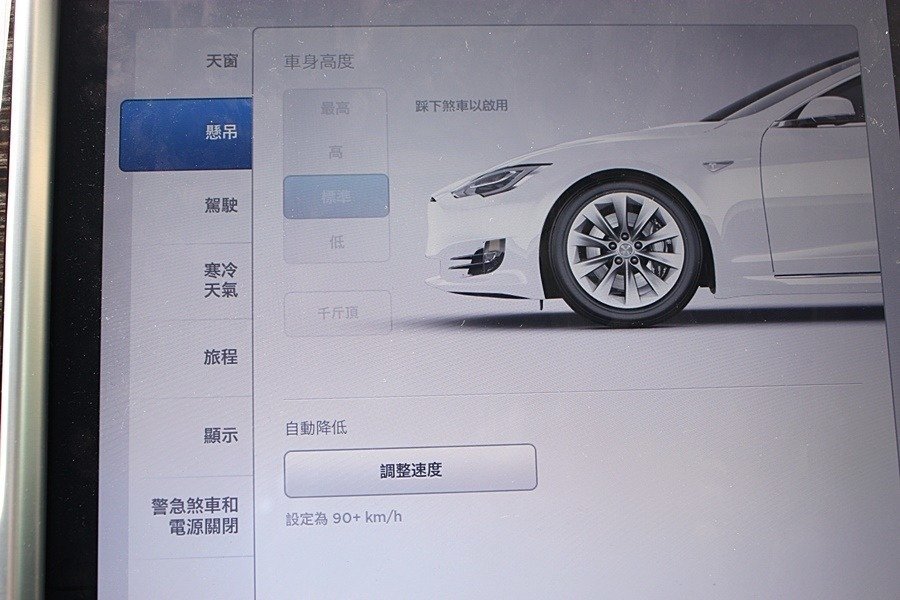 天窗
懸吊
駕駛
寒冷
天氣
旅程
顯示
警急煞車和
電源關閉
車身高度
最高
踩下煞車以啟用
高
標準
低
千斤頂
自動降低
調整速度
設定為 90+ km/h